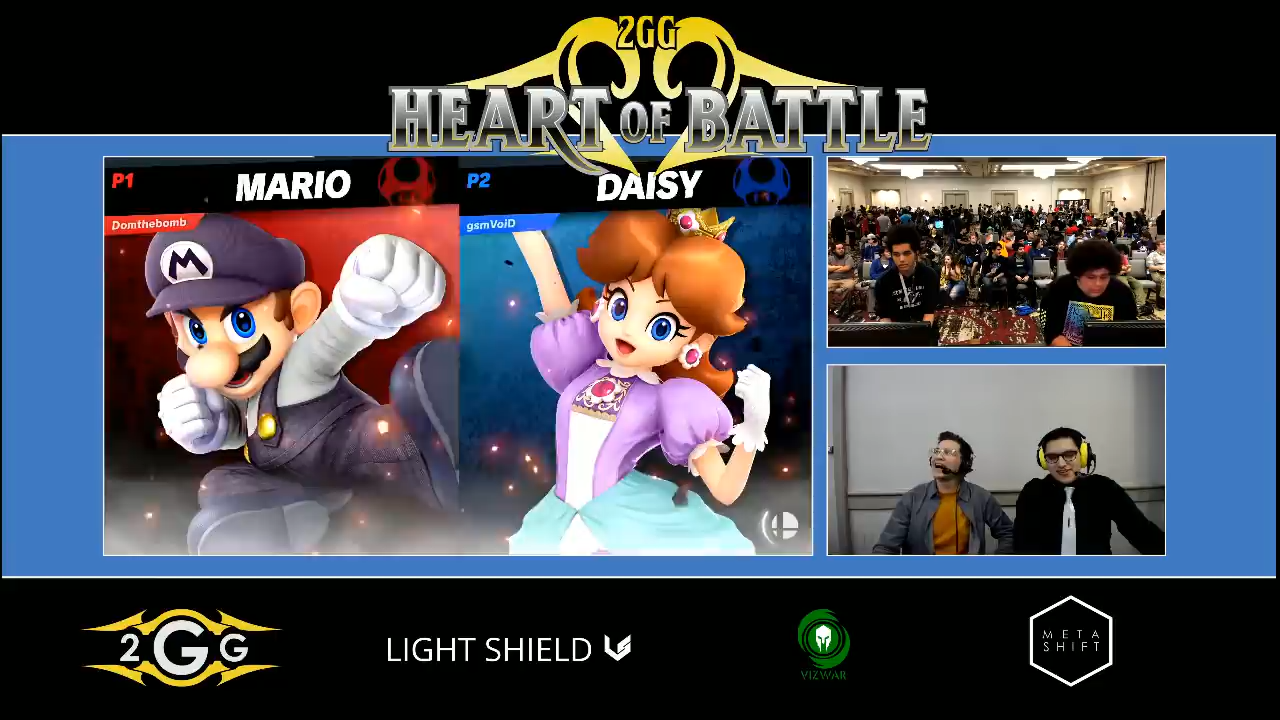 2GG
HEART OF BATTLE
P1
MARIO
P2
DAISY
Domthebomb
gsmVoiD
M
2GG
LIGHT SHIELD
VIZWAR
META
SHIFT